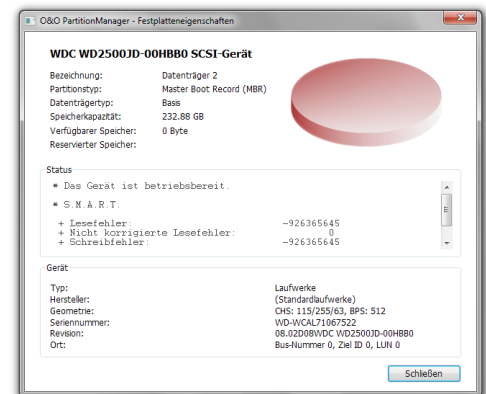 O&O PartitionManager - Festplatteneigenschaften
WDC WD2500JD-00HBB0 SCSI-Gerät
Bezeichnung: Datenträger 2
Partitionstyp: Master Boot Record (MBR)
Datenträgertyp: Basis
Speicherkapazität: 232.88 GB
Verfügbarer Speicher: 0 Byte
Reservierter Speicher:
Status
* Das Gerät ist betriebsbereit.
* S.M.A.R.T.
+ Lesefehler: -926365645
+ Nicht korrigierte Lesefehler: 0
+ Schreibfehler: -926365645
Gerät
Typ: Laufwerke
Hersteller: (Standardlaufwerke)
Geometrie: CHS: 115/255/63, BPS: 512
Seriennummer: WD-WCAL71067522
Revision: 08.02D08WDC WD2500JD-00HBB0
Ort: Bus-Nummer 0, Ziel ID 0, LUN 0
Schließen